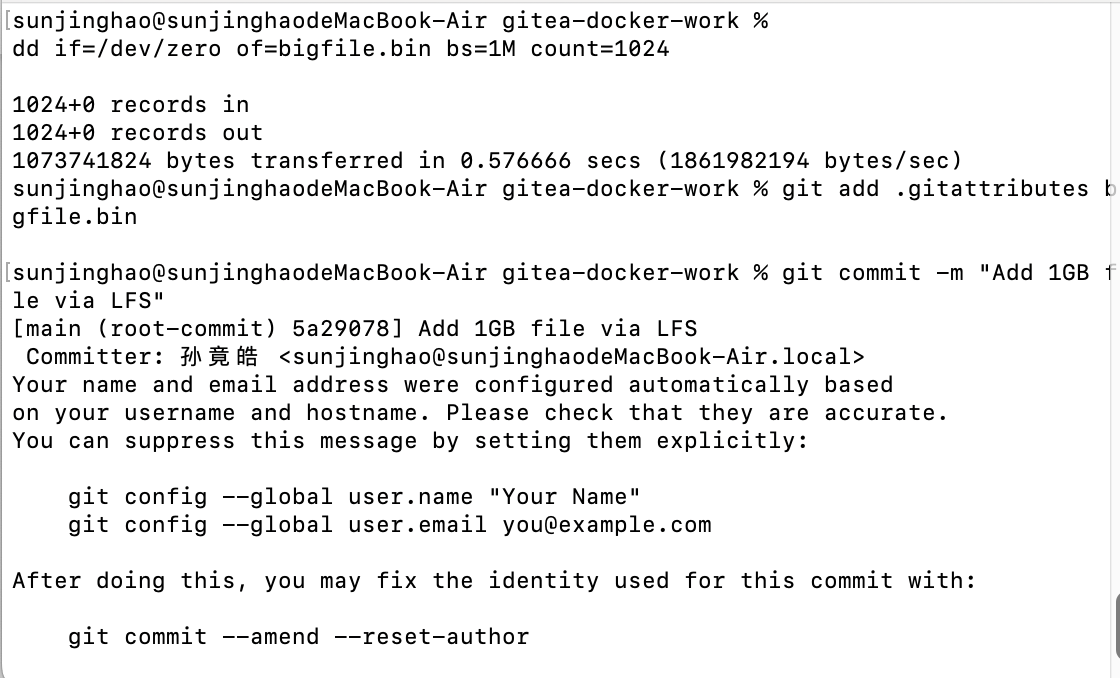 [sunjinghao@sunjinghaodeMacBook-Air gitea-docker-work %
dd if=/dev/zero of=bigfile.bin bs=1M count=1024
1024+0 records in
1024+0 records out
1073741824 bytes transferred in 0.576666 secs (1861982194 bytes/sec)
sunjinghao@sunjinghaodeMacBook-Air gitea-docker-work % git add .gitattributes b
gfile.bin
[sunjinghao@sunjinghaodeMacBook-Air gitea-docker-work % git commit -m "Add 1GB f
le via LFS"
[main (root-commit) 5a29078] Add 1GB file via LFS
Committer: 孙竟皓 <sunjinghao@sunjinghaodeMacBook-Air.local>
Your name and email address were configured automatically based
on your username and hostname. Please check that they are accurate.
You can suppress this message by setting them explicitly:
git config --global user.name "Your Name"
git config --global user.email you@example.com
After doing this, you may fix the identity used for this commit with:
git commit --amend --reset-author